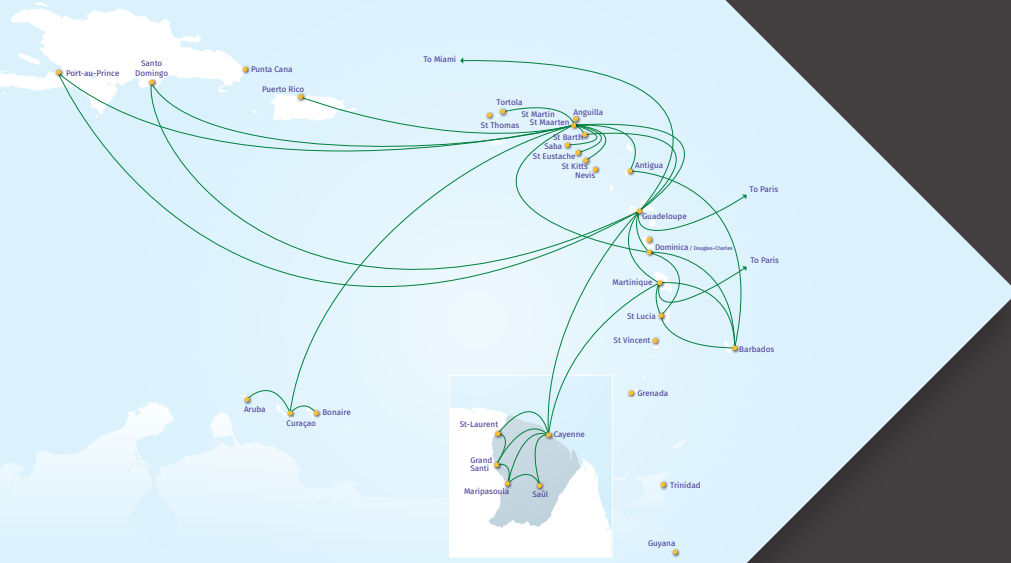 To Miami
Santo
Domingo
Port-au-Prince
Punta Cana
Puerto Rico
Tortola
St Thomas
St Martin
Anguilla
St Maarten
St Barth
Saba
St Eustache
St Kitts
Nevis
Antigua
To Paris
Guadeloupe
Dominica / Douglas-Charles
To Paris
Martinique
St Lucia
St Vincent
Barbados
Aruba
Curaçao
Bonaire
Grenada
St-Laurent
Cayenne
Grand
Santi
Maripasoula
Saül
Trinidad
Guyana